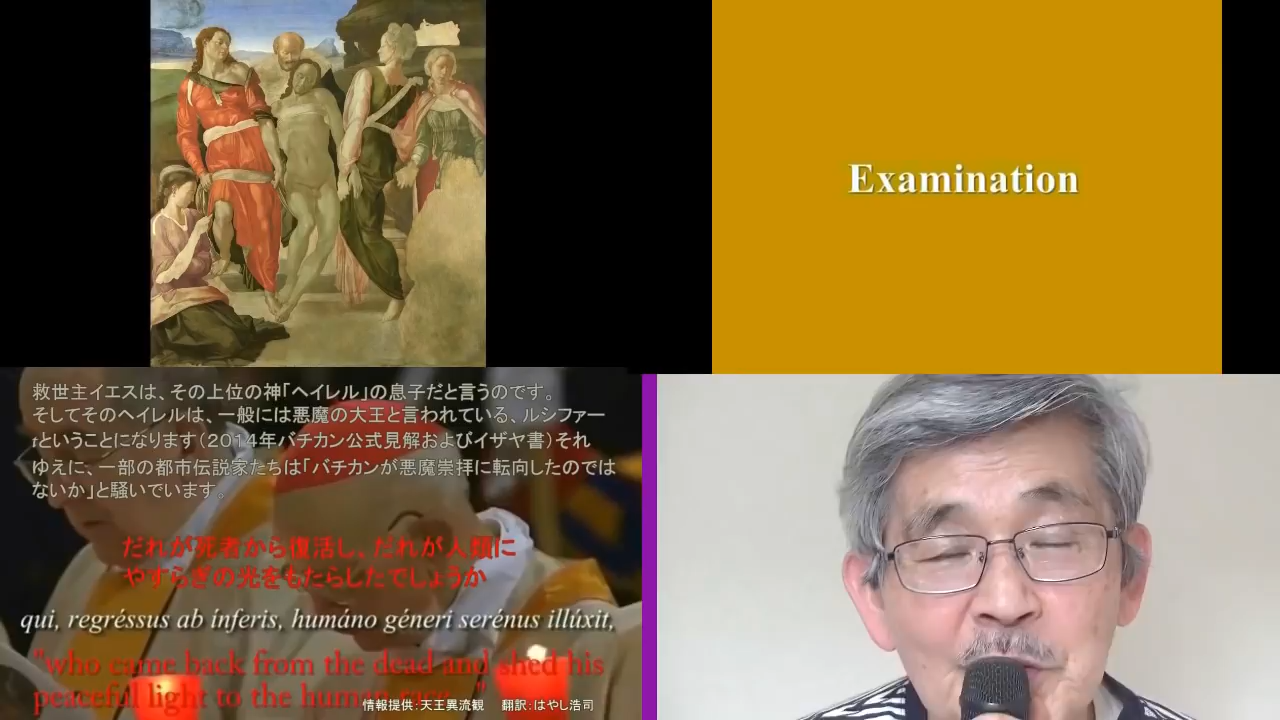 Examination
救世主イエスは、その上位の神「ヘイレル」の息子だと言うのです。
そしてそのヘイレルは、一般には悪魔の大王と言われている、ルシファー
rということになります（２０１４年バチカン公式見解およびイザヤ書）それ
ゆえに、一部の都市伝説家たちは「バチカンが悪魔崇拝に転向したのでは
ないか」と騒いでいます。
だれが死者から復活し、だれが人類に
やすらぎの光をもたらしたでしょうか
qui, regréssus ab ínferis, humáno géneri serénus illúxit,
"who came back from the dead and shed his
peaceful light to the human race..."
情報提供：天王異流観 翻訳：はやし浩司